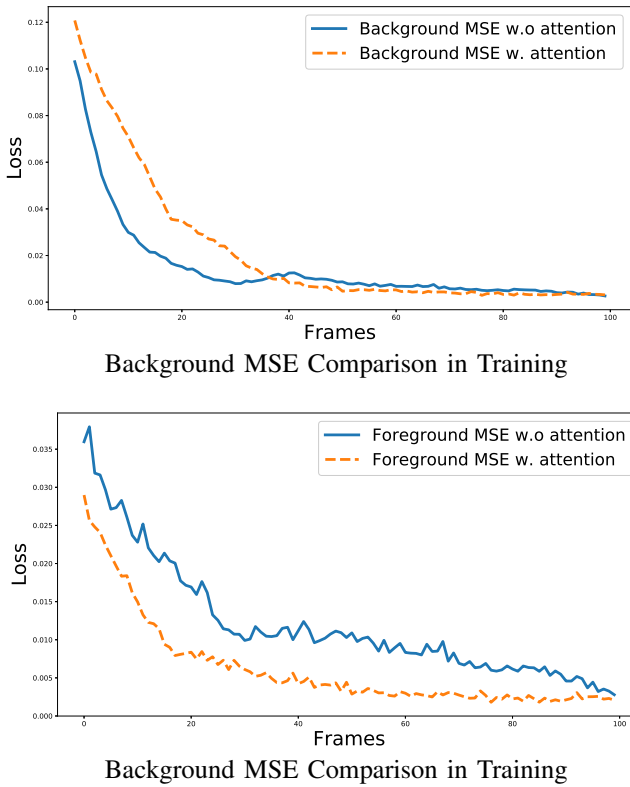 Background MSE w.o attention
Background MSE w. attention
0.12
0.10
0.08
0.06
0.04
0.02
0.00
Loss
0 20 40 60 80 100
Frames
Background MSE Comparison in Training
Foreground MSE w.o attention
Foreground MSE w. attention
0.035
0.030
0.025
0.020
0.015
0.010
0.005
0.000
Loss
0 20 40 60 80 100
Frames
Background MSE Comparison in Training